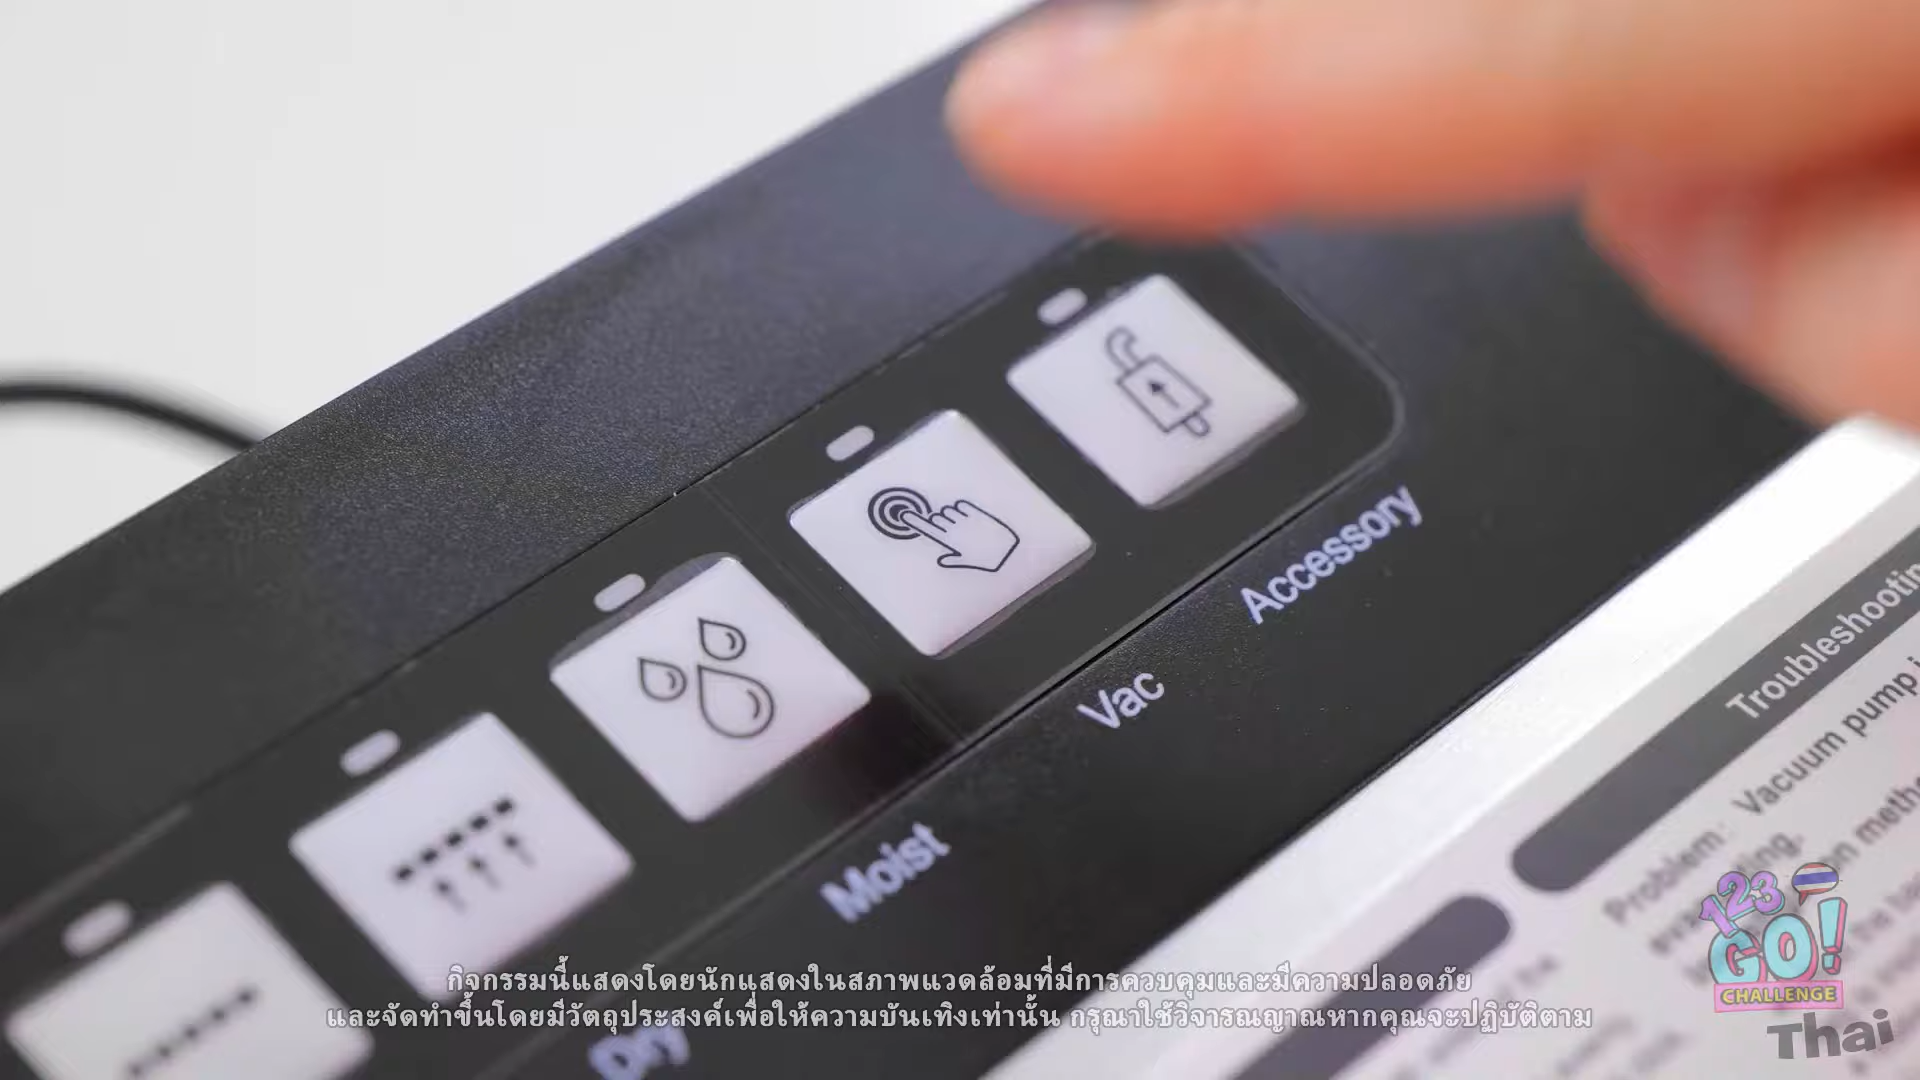 Accessory
Vac
Moist
Dry
Troubleshootin
Problem: Vacuum pump i
evacuating.
on metho
the ba
กิจกรรมนี้แสดงโดยนักแสดงในสภาพแวดล้อมที่มีการควบคุมและมีความปลอดภัย
และจัดทำขึ้นโดยมีวัตถุประสงค์เพื่อให้ความบันเทิงเท่านั้น กรุณาใช้วิจารณญาณหากคุณจะปฏิบัติตาม
123
GO!
CHALLENGE
Thai